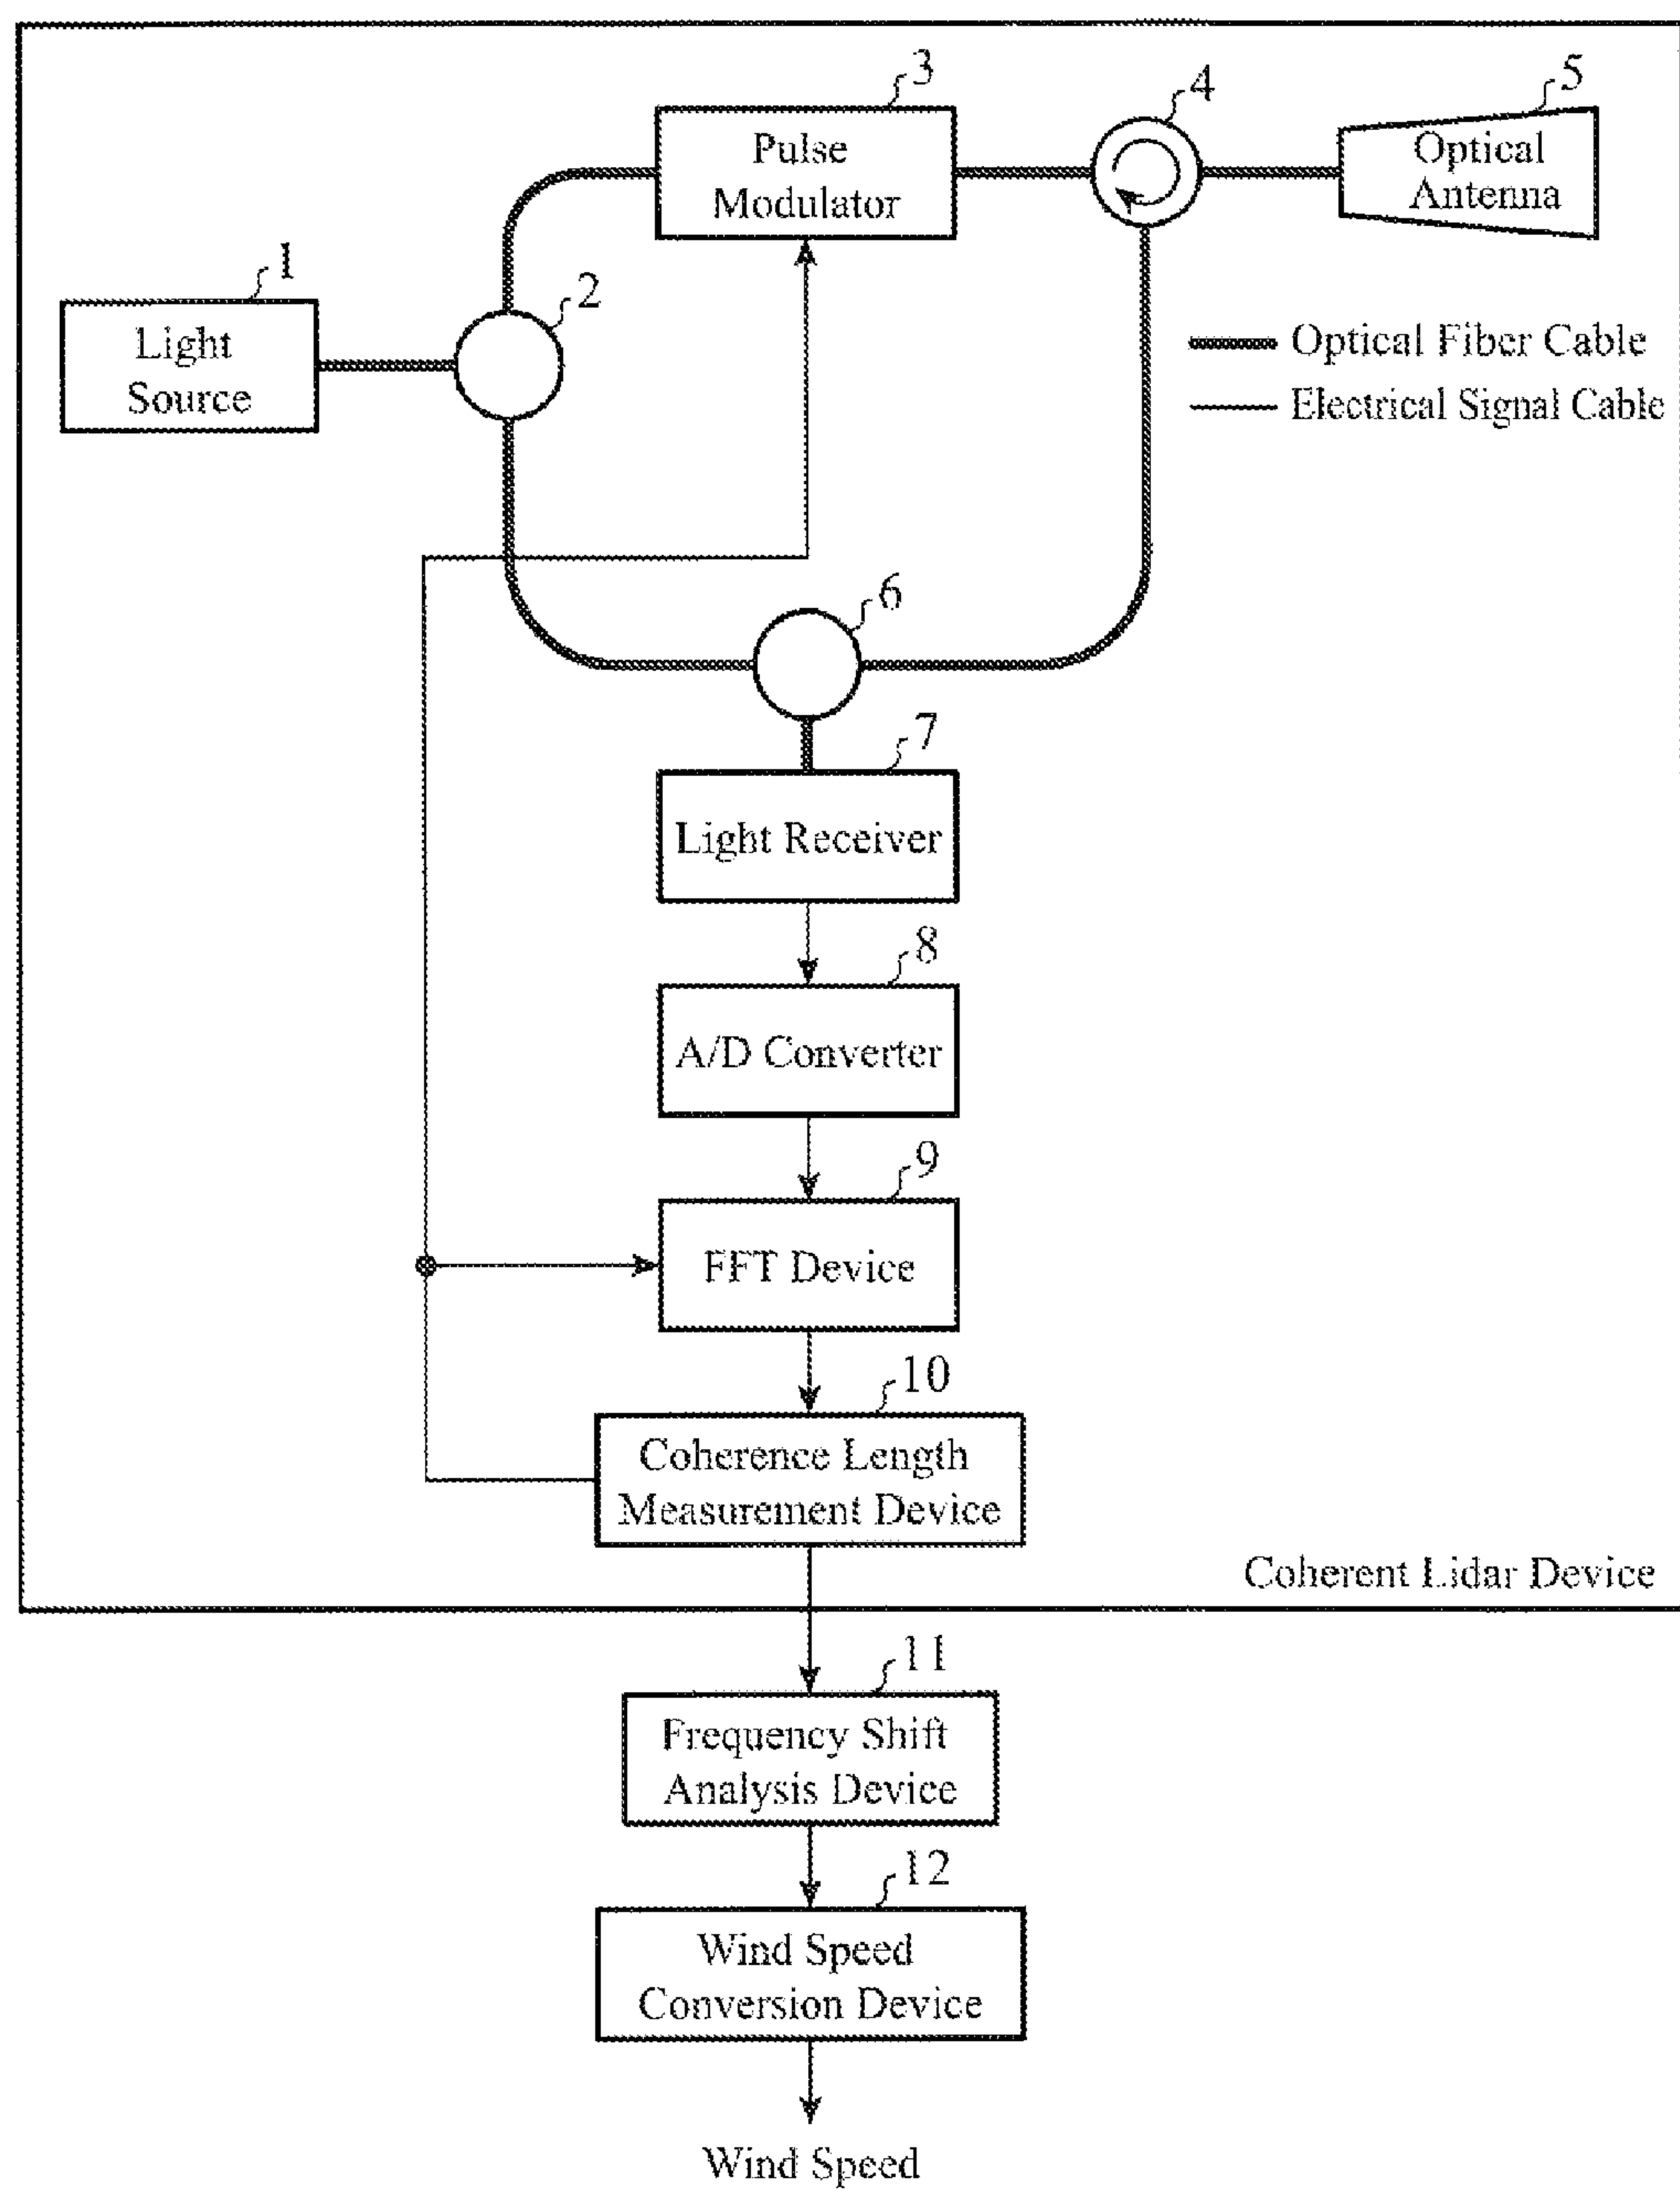 3
Pulse
Modulator
4
5
Optical
Antenna
1
Light
Source
2
Optical Fiber Cable
Electrical Signal Cable
6
7
Light Receiver
8
A/D Converter
9
FFT Device
10
Coherence Length
Measurement Device
Coherent Lidar Device
11
Frequency Shift
Analysis Device
12
Wind Speed
Conversion Device
Wind Speed